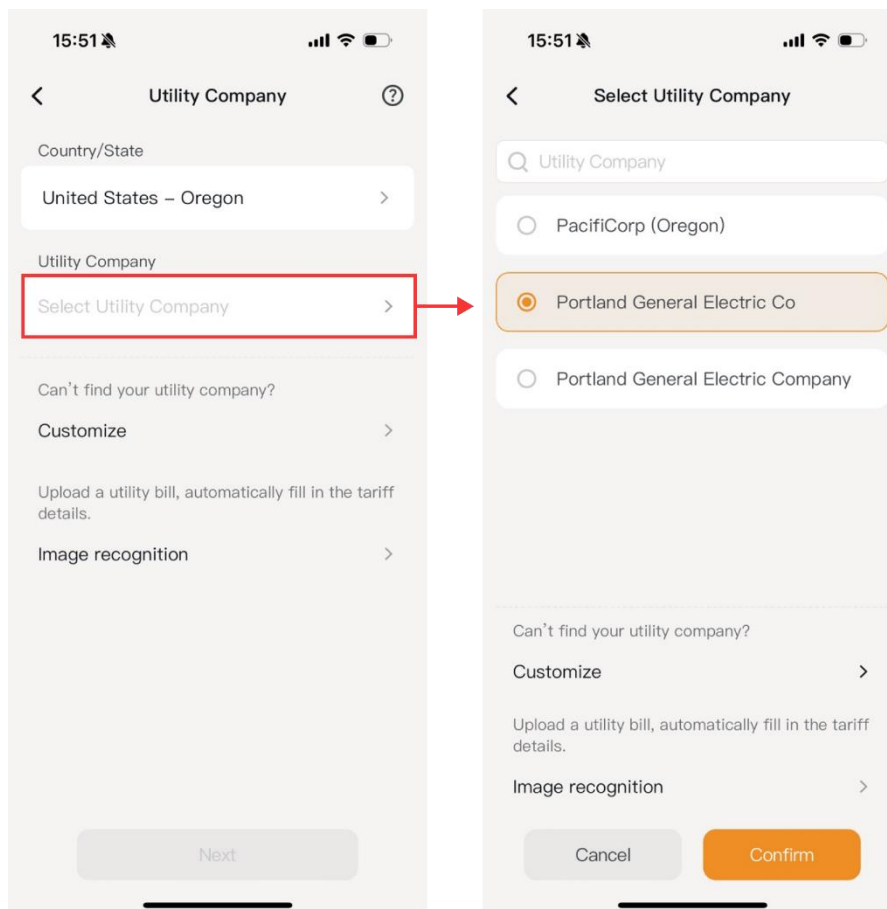 15:51
Utility Company
Country/State
United States – Oregon
Utility Company
Select Utility Company
Can't find your utility company?
Customize
Upload a utility bill, automatically fill in the tariff
details.
Image recognition
Next
15:51
Select Utility Company
Utility Company
PacifiCorp (Oregon)
Portland General Electric Co
Portland General Electric Company
Can't find your utility company?
Customize
Upload a utility bill, automatically fill in the tariff
details.
Image recognition
Cancel
Confirm